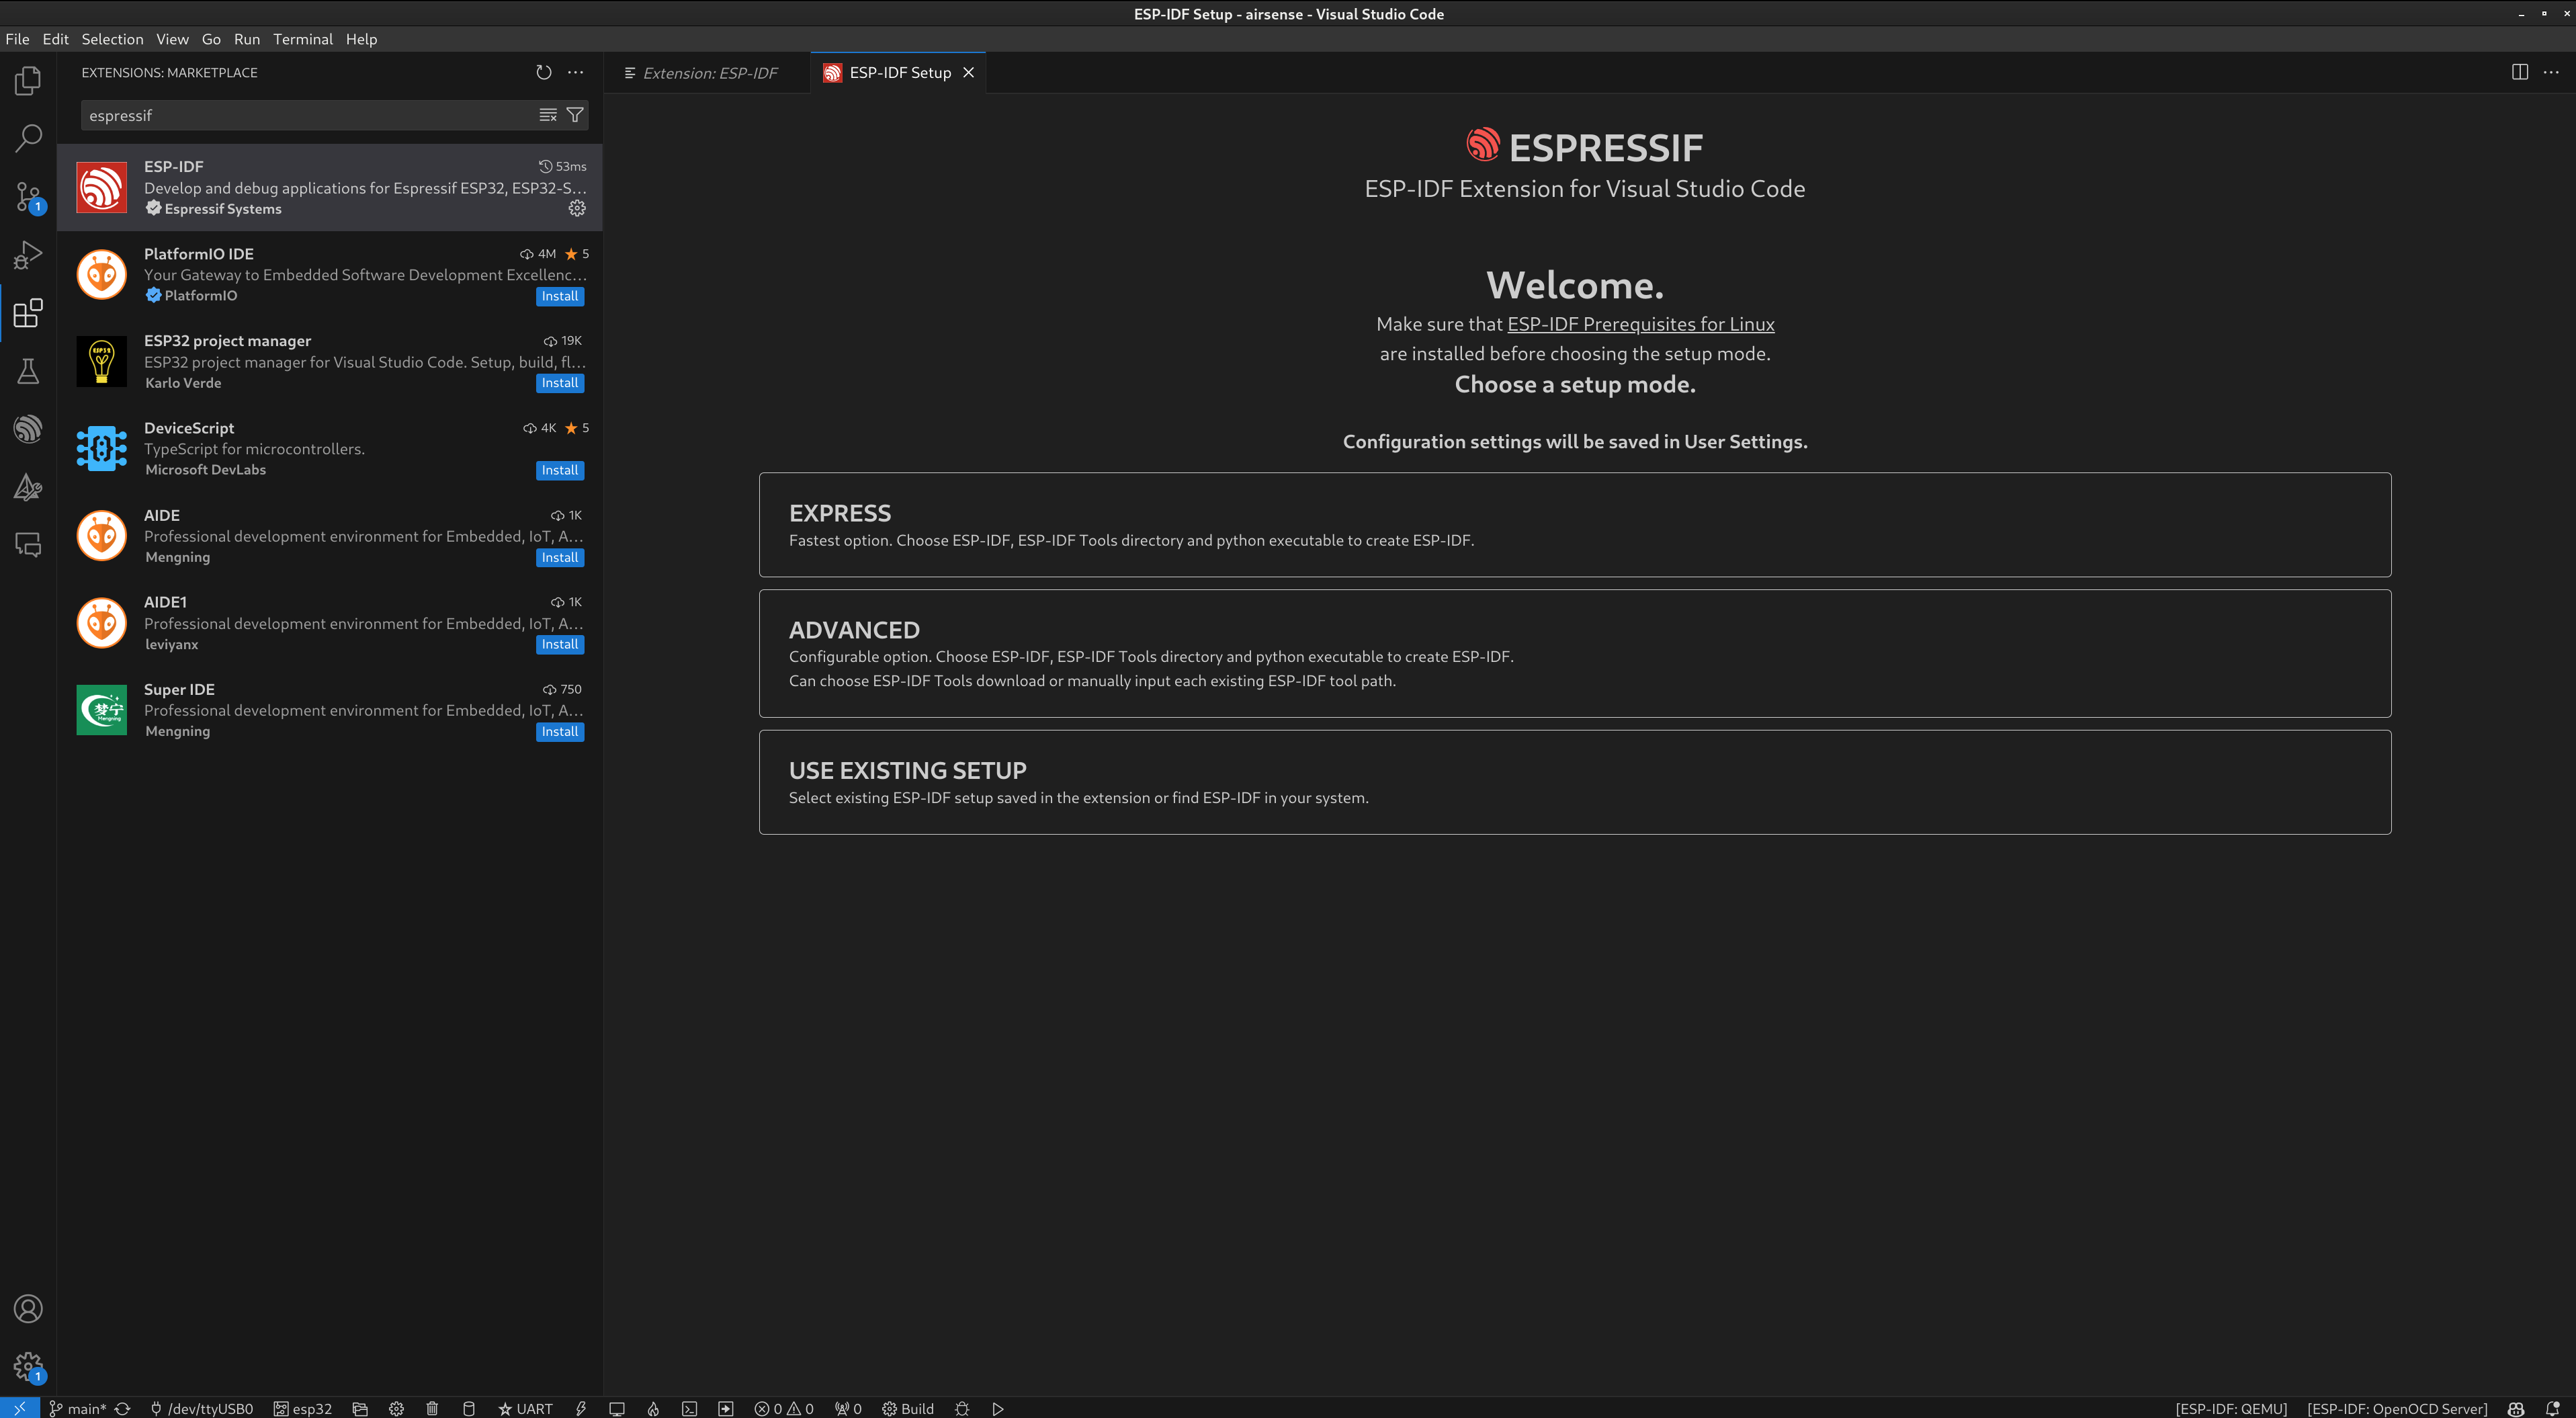 ESP-IDF Setup - airsense - Visual Studio Code
File Edit Selection View Go Run Terminal Help
EXTENSIONS: MARKETPLACE
espressif
ESP-IDF 53ms
Develop and debug applications for Espressif ESP32, ESP32-S...
Espressif Systems
PlatformIO IDE 4M 5
Your Gateway to Embedded Software Development Excellenc...
PlatformIO Install
ESP32 project manager 19K
ESP32 project manager for Visual Studio Code. Setup, build, fl...
Karlo Verde Install
DeviceScript 4K 5
TypeScript for microcontrollers.
Microsoft DevLabs Install
AIDE 1K
Professional development environment for Embedded, IoT, A...
Mengning Install
AIDE1 1K
Professional development environment for Embedded, IoT, A...
leviyanx Install
梦宁
Mengning
Super IDE 750
Professional development environment for Embedded, IoT, A...
Mengning Install
1
1
Extension: ESP-IDF
ESP-IDF Setup
ESPRESSIF
ESP-IDF Extension for Visual Studio Code
Welcome.
Make sure that ESP-IDF Prerequisites for Linux
are installed before choosing the setup mode.
Choose a setup mode.
Configuration settings will be saved in User Settings.
EXPRESS
Fastest option. Choose ESP-IDF, ESP-IDF Tools directory and python executable to create ESP-IDF.
ADVANCED
Configurable option. Choose ESP-IDF, ESP-IDF Tools directory and python executable to create ESP-IDF.
Can choose ESP-IDF Tools download or manually input each existing ESP-IDF tool path.
USE EXISTING SETUP
Select existing ESP-IDF setup saved in the extension or find ESP-IDF in your system.
main* /dev/ttyUSB0 esp32 UART 0 0 0 Build [ESP-IDF: QEMU] [ESP-IDF: OpenOCD Server]